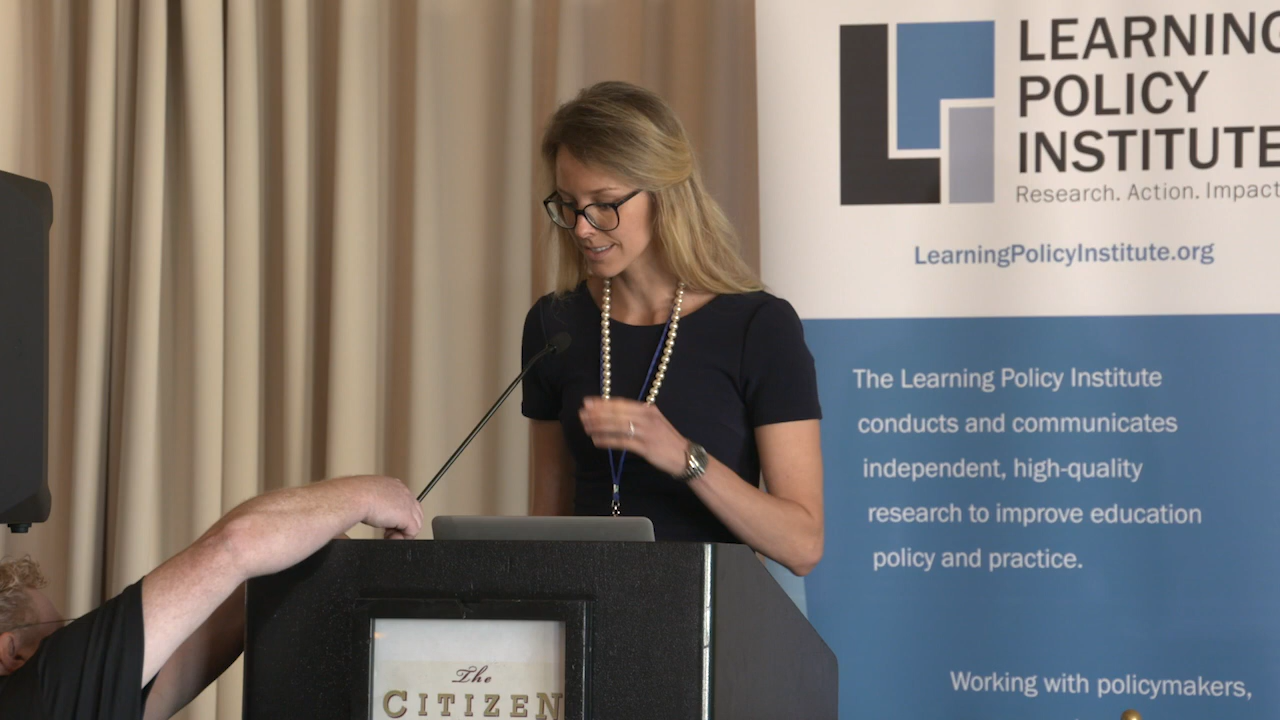 LEARNING
POLICY
INSTITUTE
Research. Action. Impact
LearningPolicyInstitute.org
The Learning Policy Institute
conducts and communicates
independent, high-quality
research to improve education
policy and practice.
Working with policymakers,
The
CITIZEN